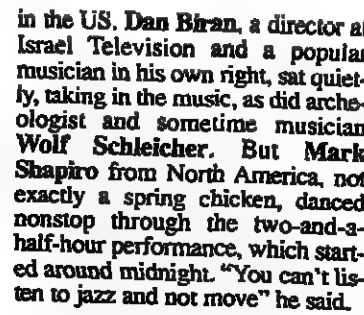 in the US. Dan Biran, a director at
Israel Television and a popular
musician in his own right, sat quiet-
ly, taking in the music, as did arche-
ologist and sometime musician
Wolf Schleicher. But Mark
Shapiro from North America, not
exactly a spring chicken, danced
nonstop through the two-and-a-
half-hour performance, which start-
ed around midnight. "You can't lis-
ten to jazz and not move" he said.